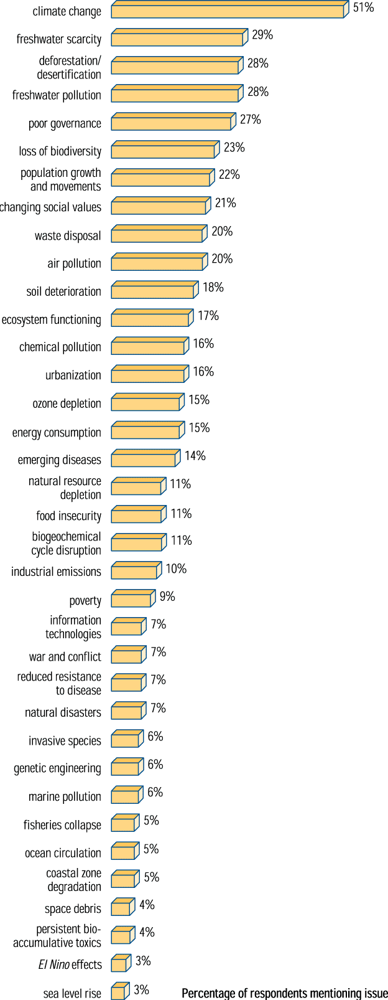 climate change 51%
freshwater scarcity 29%
deforestation/
desertification 28%
freshwater pollution 28%
poor governance 27%
loss of biodiversity 23%
population growth
and movements 22%
changing social values 21%
waste disposal 20%
air pollution 20%
soil deterioration 18%
ecosystem functioning 17%
chemical pollution 16%
urbanization 16%
ozone depletion 15%
energy consumption 15%
emerging diseases 14%
natural resource
depletion 11%
food insecurity 11%
biogeochemical
cycle disruption 11%
industrial emissions 10%
poverty 9%
information
technologies 7%
war and conflict 7%
reduced resistance
to disease 7%
natural disasters 7%
invasive species 6%
genetic engineering 6%
marine pollution 6%
fisheries collapse 5%
ocean circulation 5%
coastal zone
degradation 5%
space debris 4%
persistent bio-
accumulative toxics 4%
El Nino effects 3%
sea level rise 3%
Percentage of respondents mentioning issue